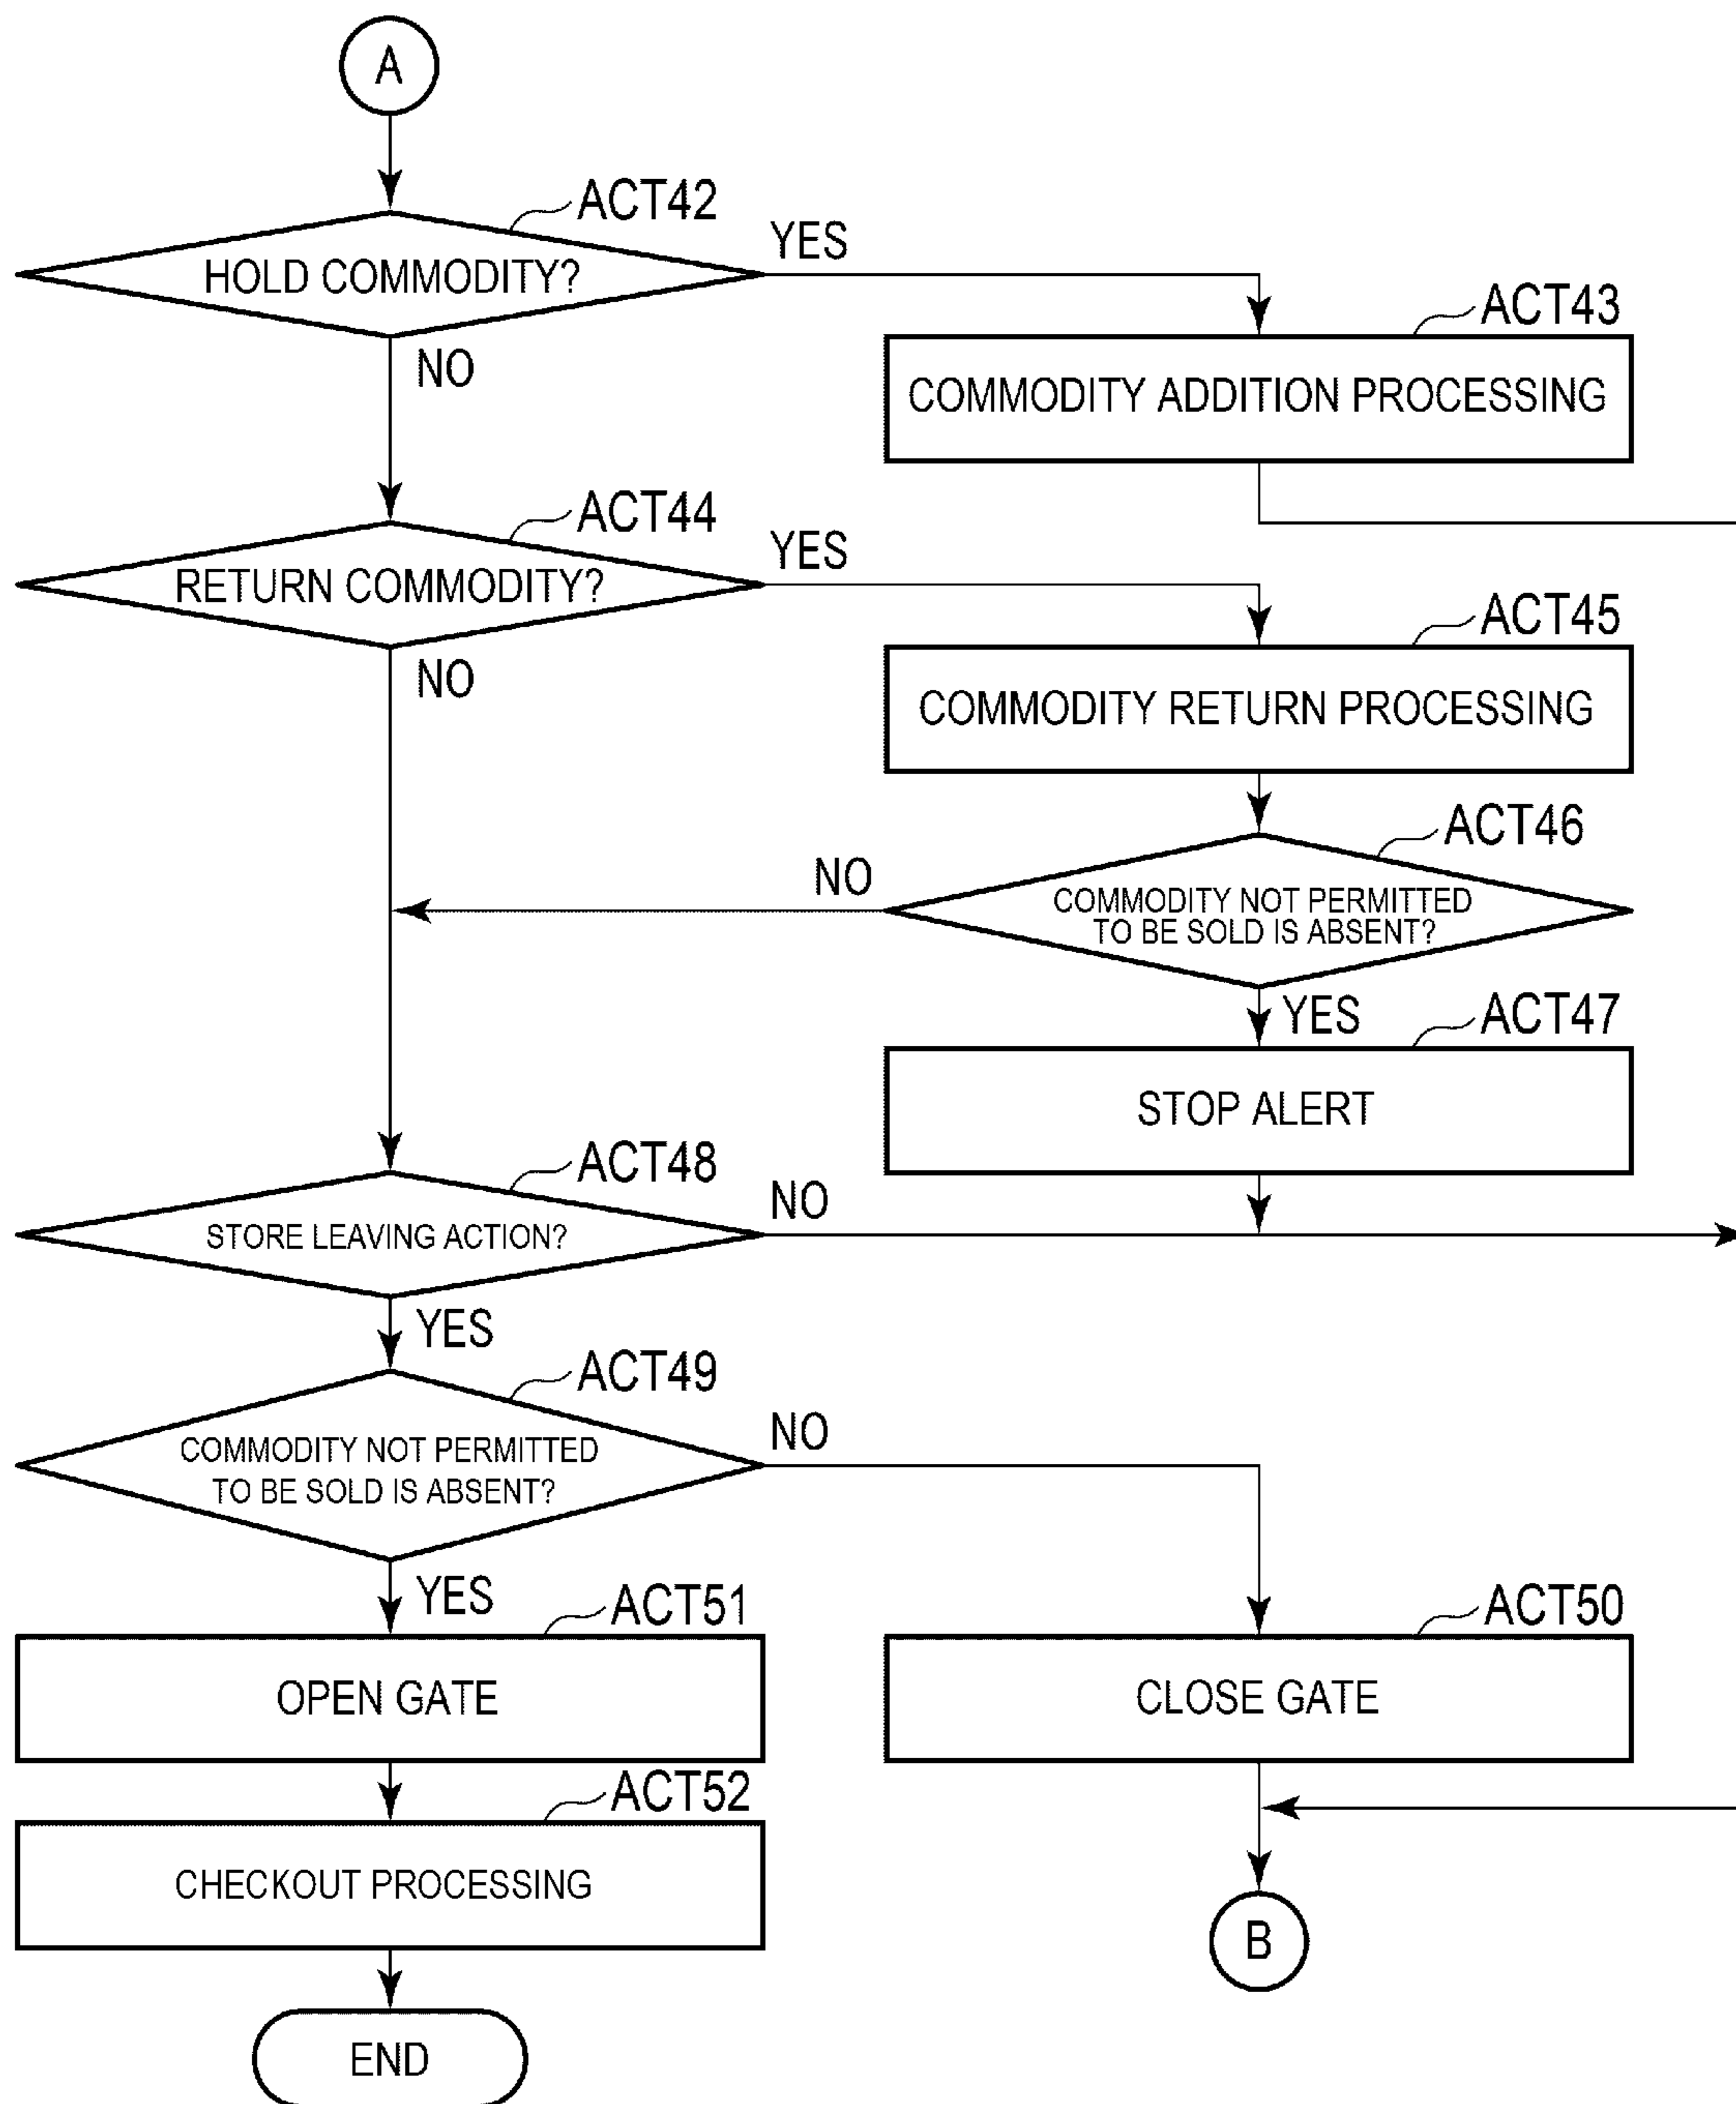 A
ACT42
HOLD COMMODITY?
YES
NO
ACT43
COMMODITY ADDITION PROCESSING
ACT44
RETURN COMMODITY?
YES
NO
ACT45
COMMODITY RETURN PROCESSING
ACT46
COMMODITY NOT PERMITTED
TO BE SOLD IS ABSENT?
NO
YES
ACT47
STOP ALERT
ACT48
STORE LEAVING ACTION?
NO
YES
ACT49
COMMODITY NOT PERMITTED
TO BE SOLD IS ABSENT?
NO
YES
ACT51
OPEN GATE
ACT50
CLOSE GATE
ACT52
CHECKOUT PROCESSING
B
END